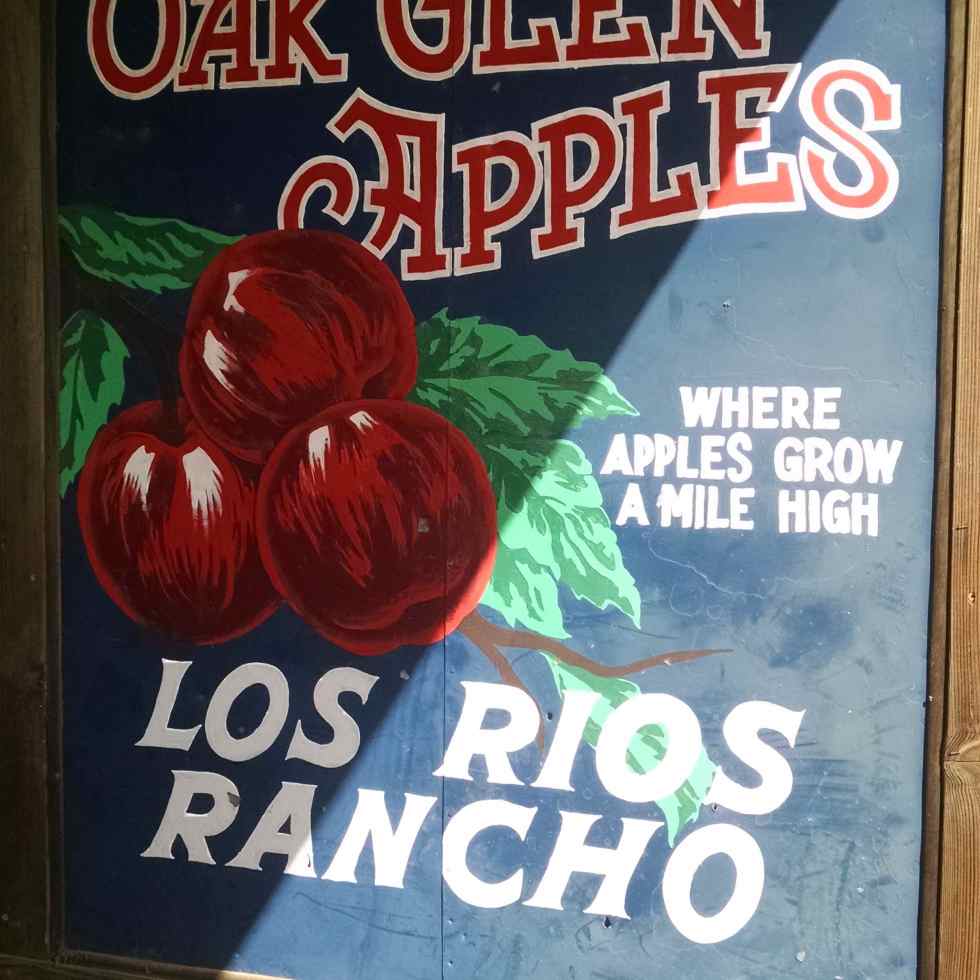 OAK GLEN
APPLES
WHERE
APPLES GROW
A MILE HIGH
LOS RIOS
RANCHO